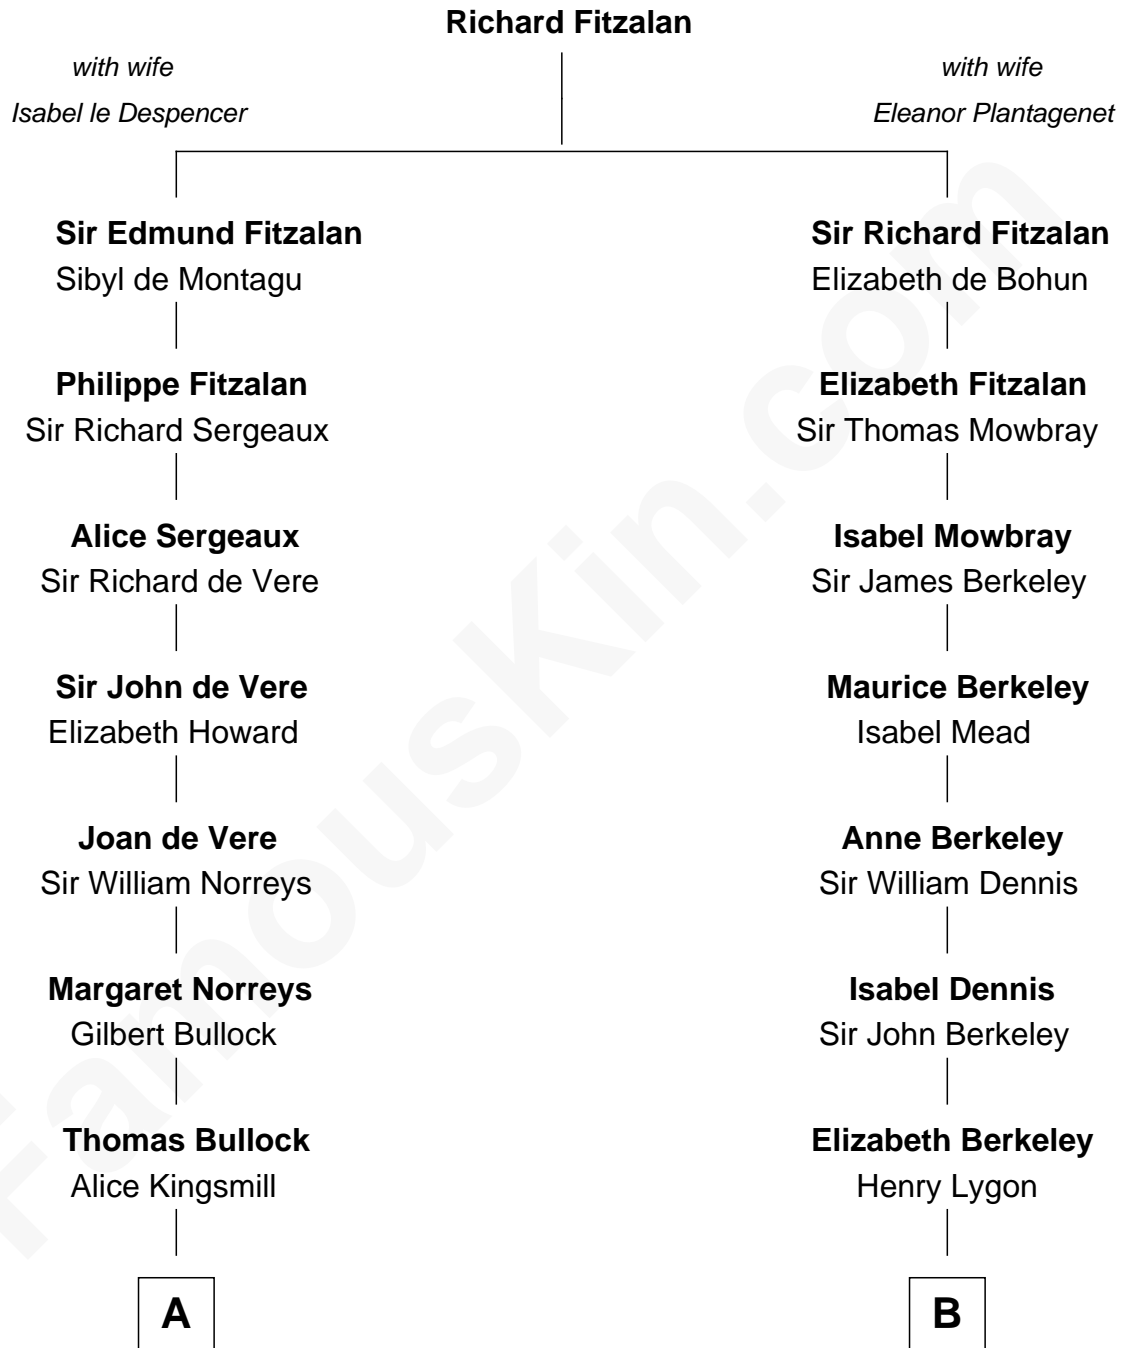 Richard Fitzalan
with wife
Isabel le Despencer
with wife
Eleanor Plantagenet
Sir Edmund Fitzalan
Sibyl de Montagu
Philippe Fitzalan
Sir Richard Sergeaux
Alice Sergeaux
Sir Richard de Vere
Sir John de Vere
Elizabeth Howard
Joan de Vere
Sir William Norreys
Margaret Norreys
Gilbert Bullock
Thomas Bullock
Alice Kingsmill
A
Sir Richard Fitzalan
Elizabeth de Bohun
Elizabeth Fitzalan
Sir Thomas Mowbray
Isabel Mowbray
Sir James Berkeley
Maurice Berkeley
Isabel Mead
Anne Berkeley
Sir William Dennis
Isabel Dennis
Sir John Berkeley
Elizabeth Berkeley
Henry Lygon
B
FamousKin.com